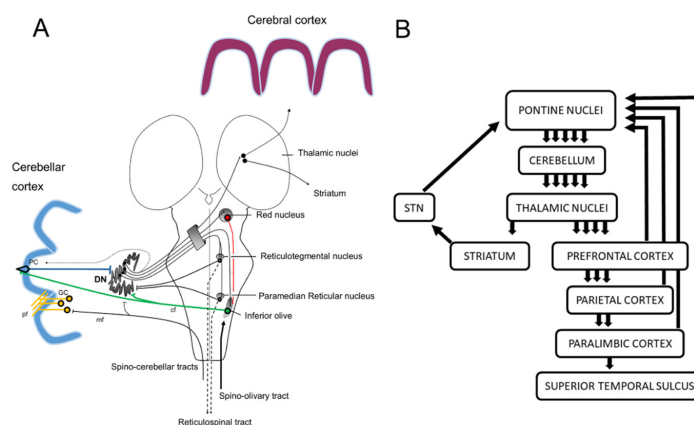 A
Cerebral cortex
B
Thalamic nuclei
Striatum
Cerebellar
cortex
Red nucleus
PC
DN
Reticulotegmental nucleus
GC
Paramedian Reticular nucleus
pf
mf
cf
Inferior olive
Spino-cerebellar tracts
Spino-olivary tract
Reticulospinal tract
PONTINE NUCLEI
CEREBELLUM
STN
THALAMIC NUCLEI
STRIATUM
PREFRONTAL CORTEX
PARIETAL CORTEX
PARALIMBIC CORTEX
SUPERIOR TEMPORAL SULCUS